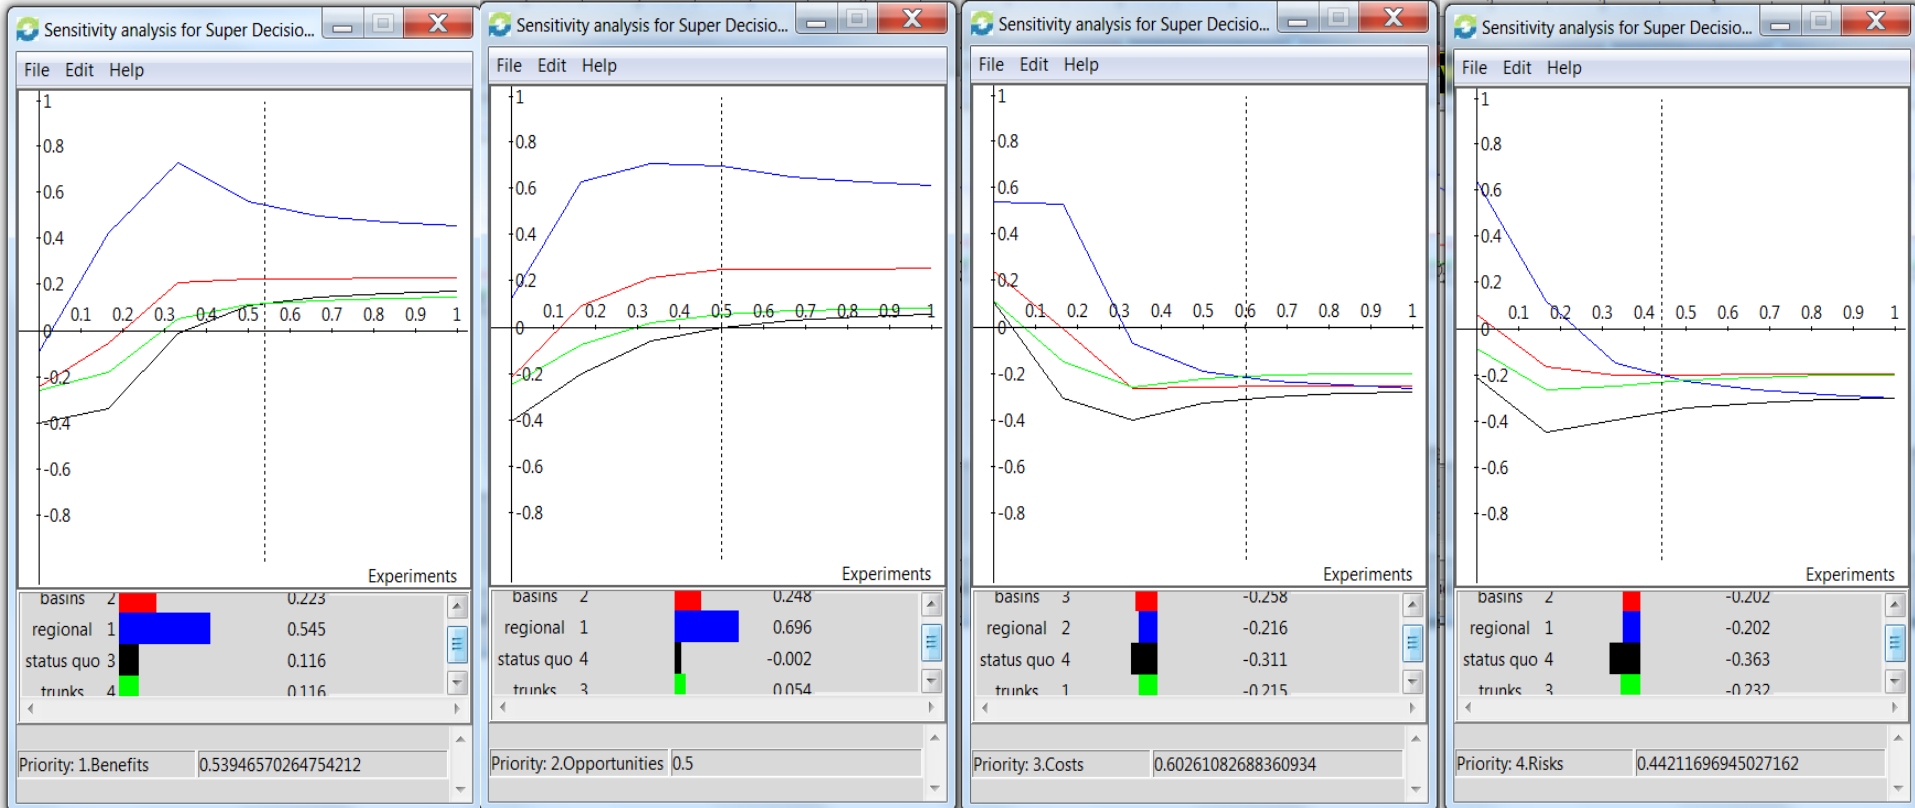 Sensitivity analysis for Super Decisio...
File Edit Help
1
0.8
0.6
0.4
0.2
0.1 0.2 0.3 0.4 0.5 0.6 0.7 0.8 0.9 1
0
-0.2
-0.4
-0.6
-0.8
Experiments
basins 2 0.223
regional 1 0.545
status quo 3 0.116
trunks 4 0.116
Priority: 1.Benefits 0.53946570264754212
Sensitivity analysis for Super Decisio...
File Edit Help
1
0.8
0.6
0.4
0.2
0.1 0.2 0.3 0.4 0.5 0.6 0.7 0.8 0.9 1
0
-0.2
-0.4
-0.6
-0.8
Experiments
basins 2 0.248
regional 1 0.696
status quo 4 -0.002
trunks 3 0.054
Priority: 2.Opportunities 0.5
Sensitivity analysis for Super Decisio...
File Edit Help
1
0.8
0.6
0.4
0.2
0.1 0.2 0.3 0.4 0.5 0.6 0.7 0.8 0.9 1
0
-0.2
-0.4
-0.6
-0.8
Experiments
basins 3 -0.258
regional 2 -0.216
status quo 4 -0.311
trunks 1 -0.215
Priority: 3.Costs 0.60261082688360934
Sensitivity analysis for Super Decisio...
File Edit Help
1
0.8
0.6
0.4
0.2
0.1 0.2 0.3 0.4 0.5 0.6 0.7 0.8 0.9 1
0
-0.2
-0.4
-0.6
-0.8
Experiments
basins 2 -0.202
regional 1 -0.202
status quo 4 -0.363
trunks 3 -0.232
Priority: 4.Risks 0.44211696945027162